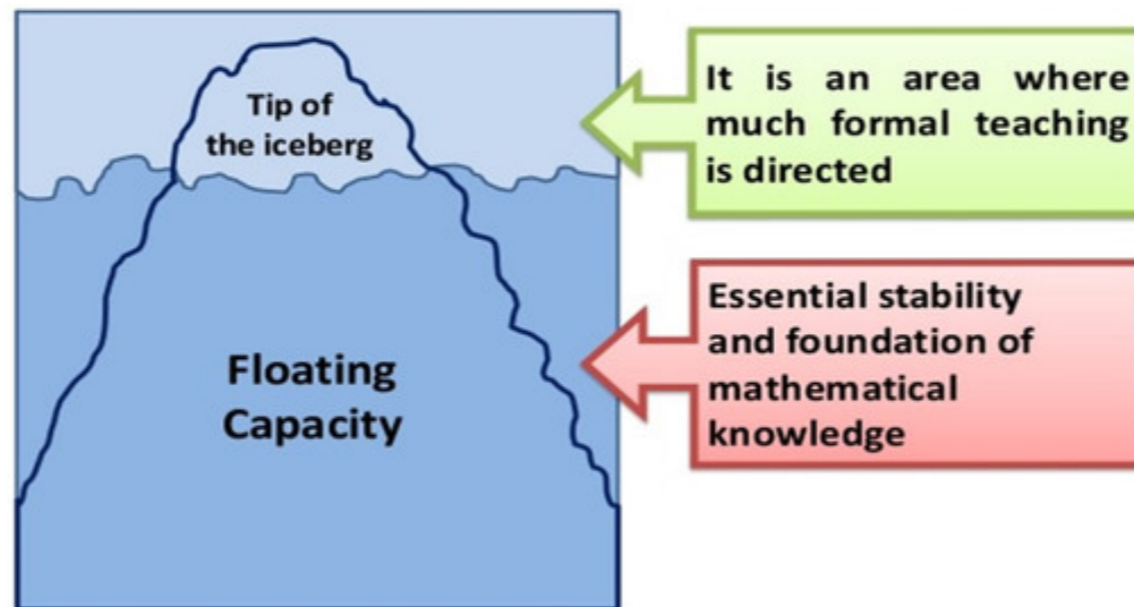 Tip of
the iceberg
It is an area where
much formal teaching
is directed
Floating
Capacity
Essential stability
and foundation of
mathematical
knowledge